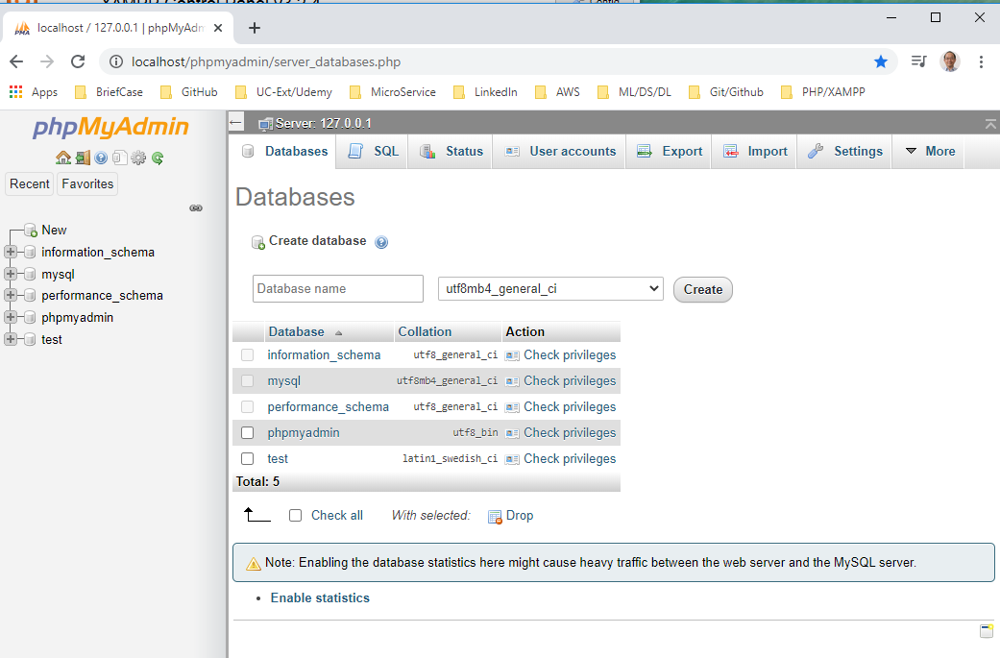 localhost / 127.0.0.1 | phpMyAdm
localhost/phpmyadmin/server_databases.php
Apps BriefCase GitHub UC-Ext/Udemy MicroService LinkedIn AWS ML/DS/DL Git/Github PHP/XAMPP
phpMyAdmin
Recent Favorites
New
information_schema
mysql
performance_schema
phpmyadmin
test
Server: 127.0.0.1
Databases SQL Status User accounts Export Import Settings More
Databases
Create database
Database name utf8mb4_general_ci Create
Database Collation Action
information_schema utf8_general_ci Check privileges
mysql utf8mb4_general_ci Check privileges
performance_schema utf8_general_ci Check privileges
phpmyadmin utf8_bin Check privileges
test latin1_swedish_ci Check privileges
Total: 5
Check all With selected: Drop
Note: Enabling the database statistics here might cause heavy traffic between the web server and the MySQL server.
• Enable statistics